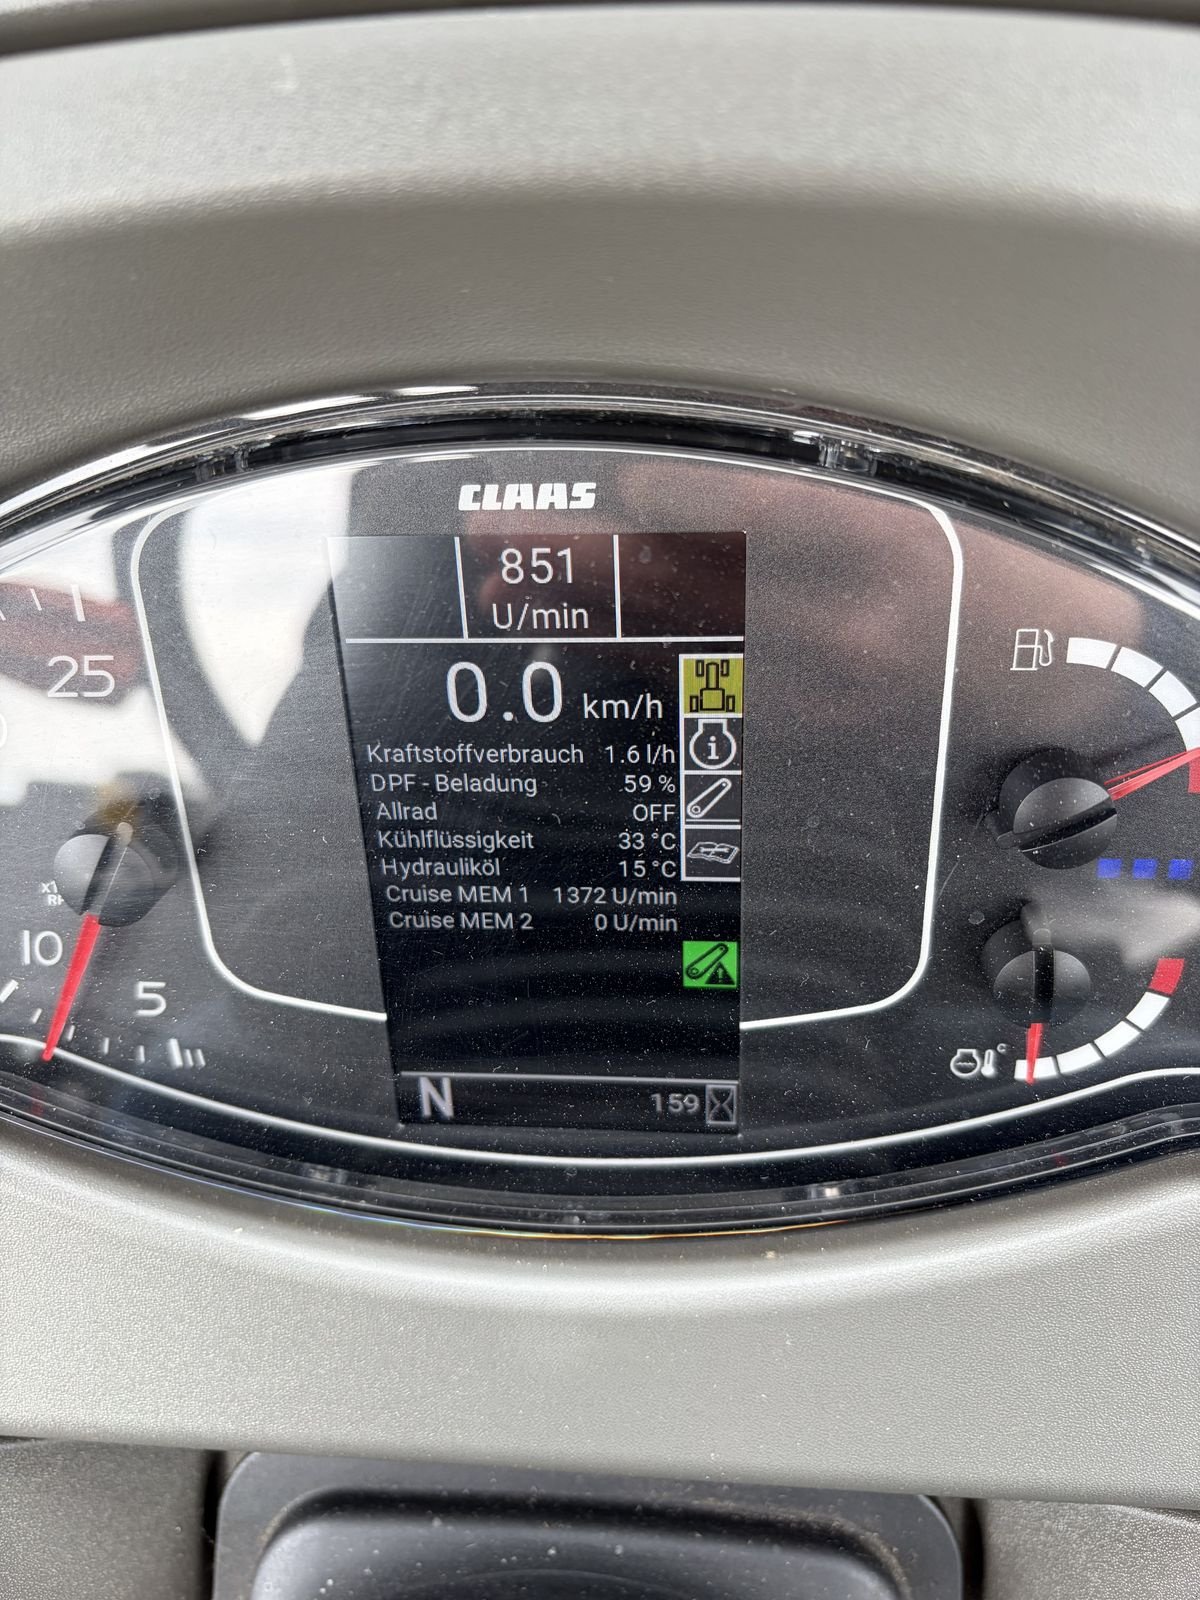 CLAAS
851
U/min
25
0.0 km/h
Kraftstoffverbrauch 1.6 l/h
DPF - Beladung 59 %
Allrad OFF
Kühlflüssigkeit 33 °C
Hydrauliköl 15 °C
Cruise MEM 1 1372 U/min
Cruise MEM 2 0 U/min
10
5
°C
N 159